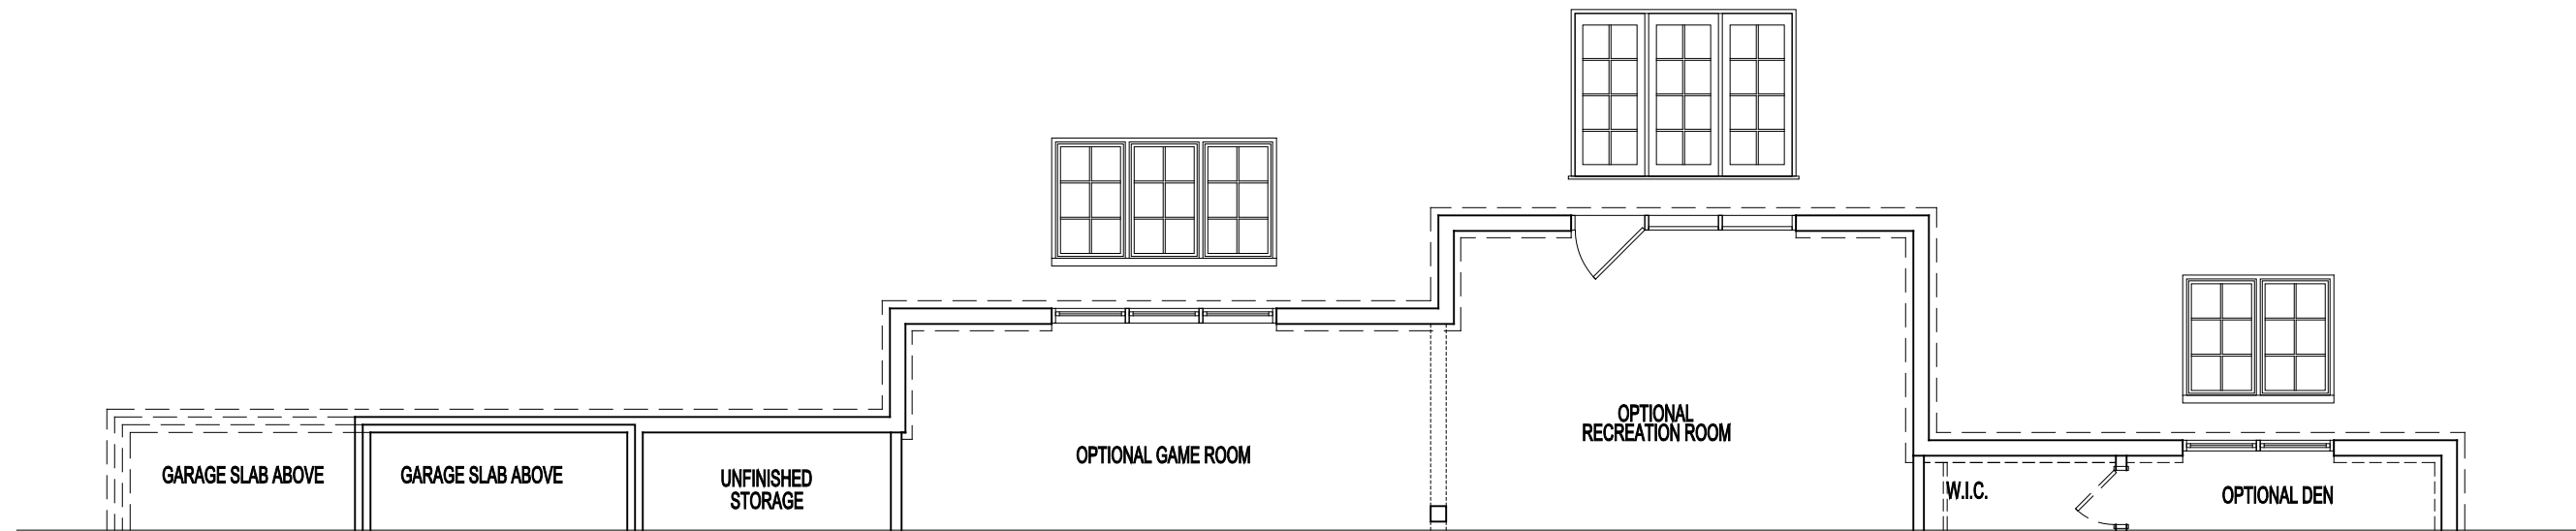 GARAGE SLAB ABOVE
GARAGE SLAB ABOVE
UNFINISHED
STORAGE
OPTIONAL GAME ROOM
OPTIONAL
RECREATION ROOM
W.I.C.
OPTIONAL DEN